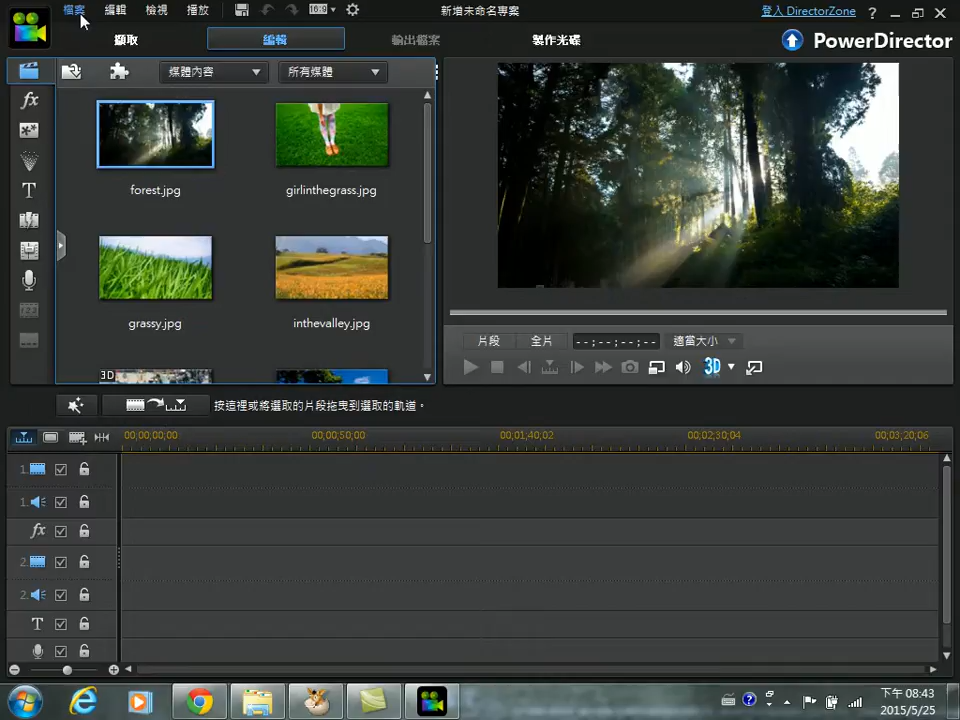 檔案 編輯 檢視 播放 16:9 新增未命名專案 登入 DirectorZone ?
擷取 編輯 輸出檔案 製作光碟 PowerDirector
媒體內容 所有媒體
fx
T
forest.jpg girlinthegrass.jpg
grassy.jpg inthevalley.jpg
3D
片段 全片 --;--;--;-- 適當大小
3D
按這裡或將選取的片段拖曳到選取的軌道。
00;00;00;00 00;00;50;00 00;01;40;02 00;02;30;04 00;03;20;06
1.
1.
fx
2.
2.
T
下午 08:43
2015/5/25